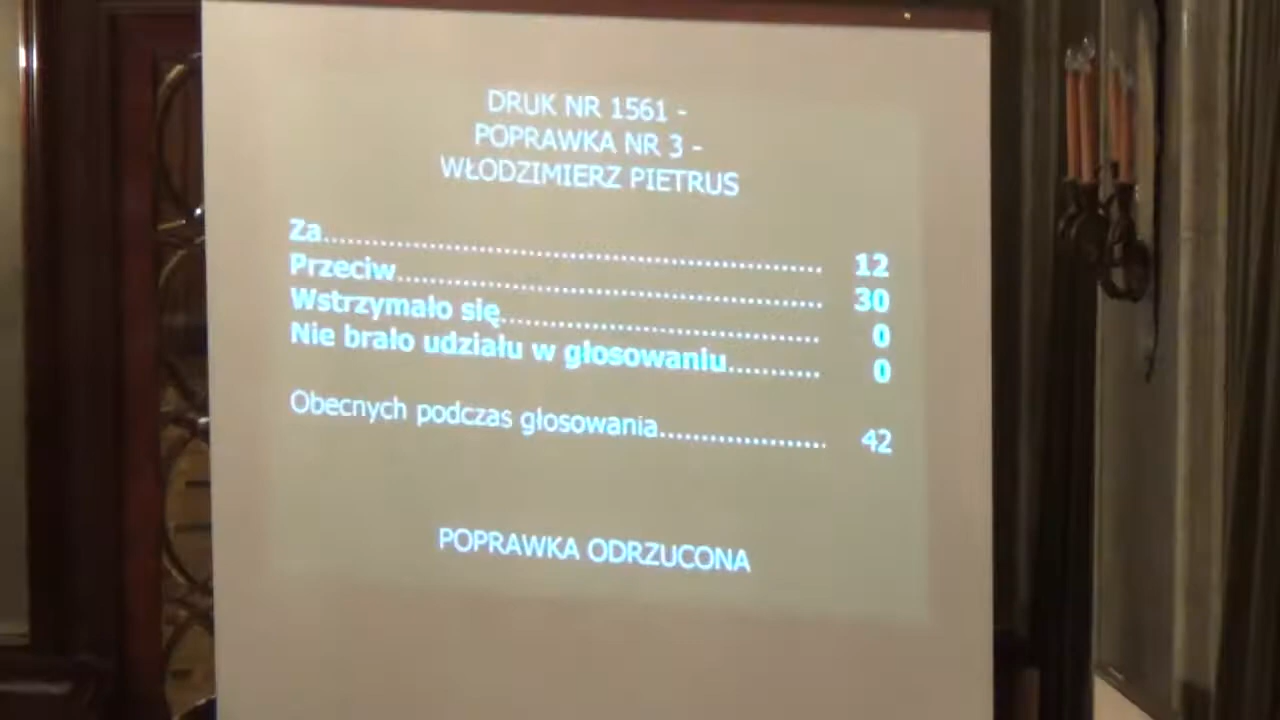 DRUK NR 1561 -
POPRAWKA NR 3 -
WŁODZIMIERZ PIETRUS
Za............................................................ 12
Przeciw.................................................... 30
Wstrzymało się....................................... 0
Nie brało udziału w głosowaniu.......... 0
Obecnych podczas głosowania.................. 42
POPRAWKA ODRZUCONA